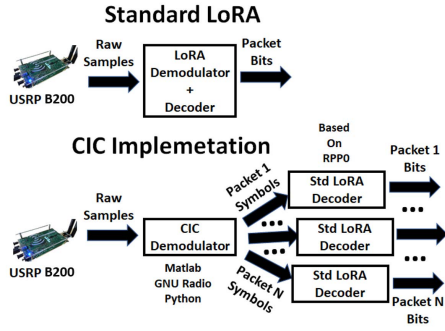 Standard LoRA
Raw
Samples
LoRA
Demodulator
+
Decoder
Packet
Bits
USRP B200
CIC Implemetation
Raw
Samples
USRP B200
CIC
Demodulator
Matlab
GNU Radio
Python
Packet 1
Symbols
...
Packet N
Symbols
Based
On
RPP0
Std LoRA
Decoder
Std LoRA
Decoder
...
Std LoRA
Decoder
Packet 1
Bits
...
...
Packet N
Bits